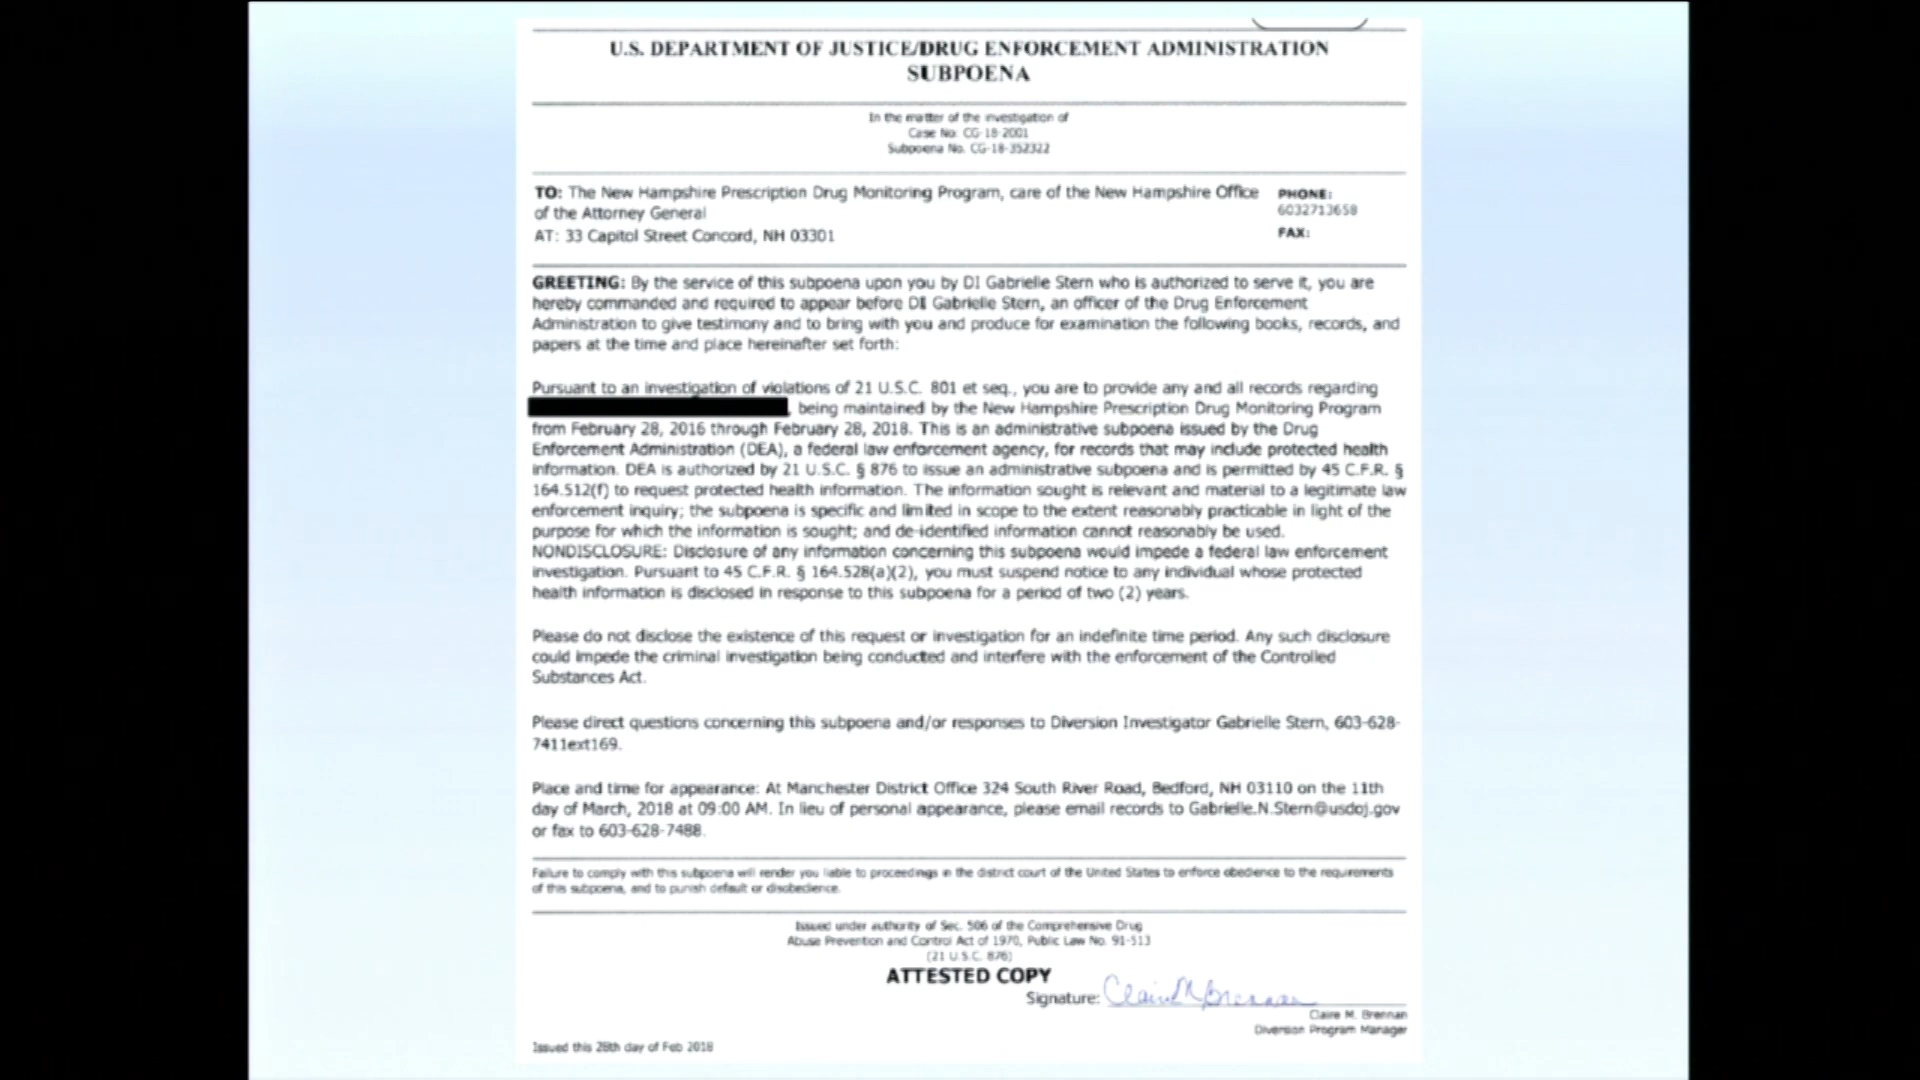 U.S. DEPARTMENT OF JUSTICE/DRUG ENFORCEMENT ADMINISTRATION
SUBPOENA
In the matter of the investigation of
Case No: CG-18-2001
Subpoena No. CG-18-352322
TO: The New Hampshire Prescription Drug Monitoring Program, care of the New Hampshire Office
of the Attorney General
AT: 33 Capitol Street Concord, NH 03301
PHONE:
6032713658
FAX:
GREETING: By the service of this subpoena upon you by DI Gabrielle Stern who is authorized to serve it, you are
hereby commanded and required to appear before DI Gabrielle Stern, an officer of the Drug Enforcement
Administration to give testimony and to bring with you and produce for examination the following books, records, and
papers at the time and place hereinafter set forth:
Pursuant to an investigation of violations of 21 U.S.C. 801 et seq., you are to provide any and all records regarding
, being maintained by the New Hampshire Prescription Drug Monitoring Program
from February 28, 2016 through February 28, 2018. This is an administrative subpoena issued by the Drug
Enforcement Administration (DEA), a federal law enforcement agency, for records that may include protected health
information. DEA is authorized by 21 U.S.C. § 876 to issue an administrative subpoena and is permitted by 45 C.F.R. §
164.512(f) to request protected health information. The information sought is relevant and material to a legitimate law
enforcement inquiry; the subpoena is specific and limited in scope to the extent reasonably practicable in light of the
purpose for which the information is sought; and de-identified information cannot reasonably be used.
NONDISCLOSURE: Disclosure of any information concerning this subpoena would impede a federal law enforcement
investigation. Pursuant to 45 C.F.R. § 164.528(a)(2), you must suspend notice to any individual whose protected
health information is disclosed in response to this subpoena for a period of two (2) years.
Please do not disclose the existence of this request or investigation for an indefinite time period. Any such disclosure
could impede the criminal investigation being conducted and interfere with the enforcement of the Controlled
Substances Act.
Please direct questions concerning this subpoena and/or responses to Diversion Investigator Gabrielle Stern, 603-628-
7411ext169.
Place and time for appearance: At Manchester District Office 324 South River Road, Bedford, NH 03110 on the 11th
day of March, 2018 at 09:00 AM. In lieu of personal appearance, please email records to Gabrielle.N.Stern@usdoj.gov
or fax to 603-628-7488.
Failure to comply with this subpoena will render you liable to proceedings in the district court of the United States to enforce obedience to the requirements
of this subpoena, and to punish default or disobedience.
Issued under authority of Sec. 506 of the Comprehensive Drug
Abuse Prevention and Control Act of 1970, Public Law No. 91-513
(21 U.S.C. 876)
ATTESTED COPY
Signature: Claire M Brennan
Claire M. Brennan
Diversion Program Manager
Issued this 28th day of Feb 2018